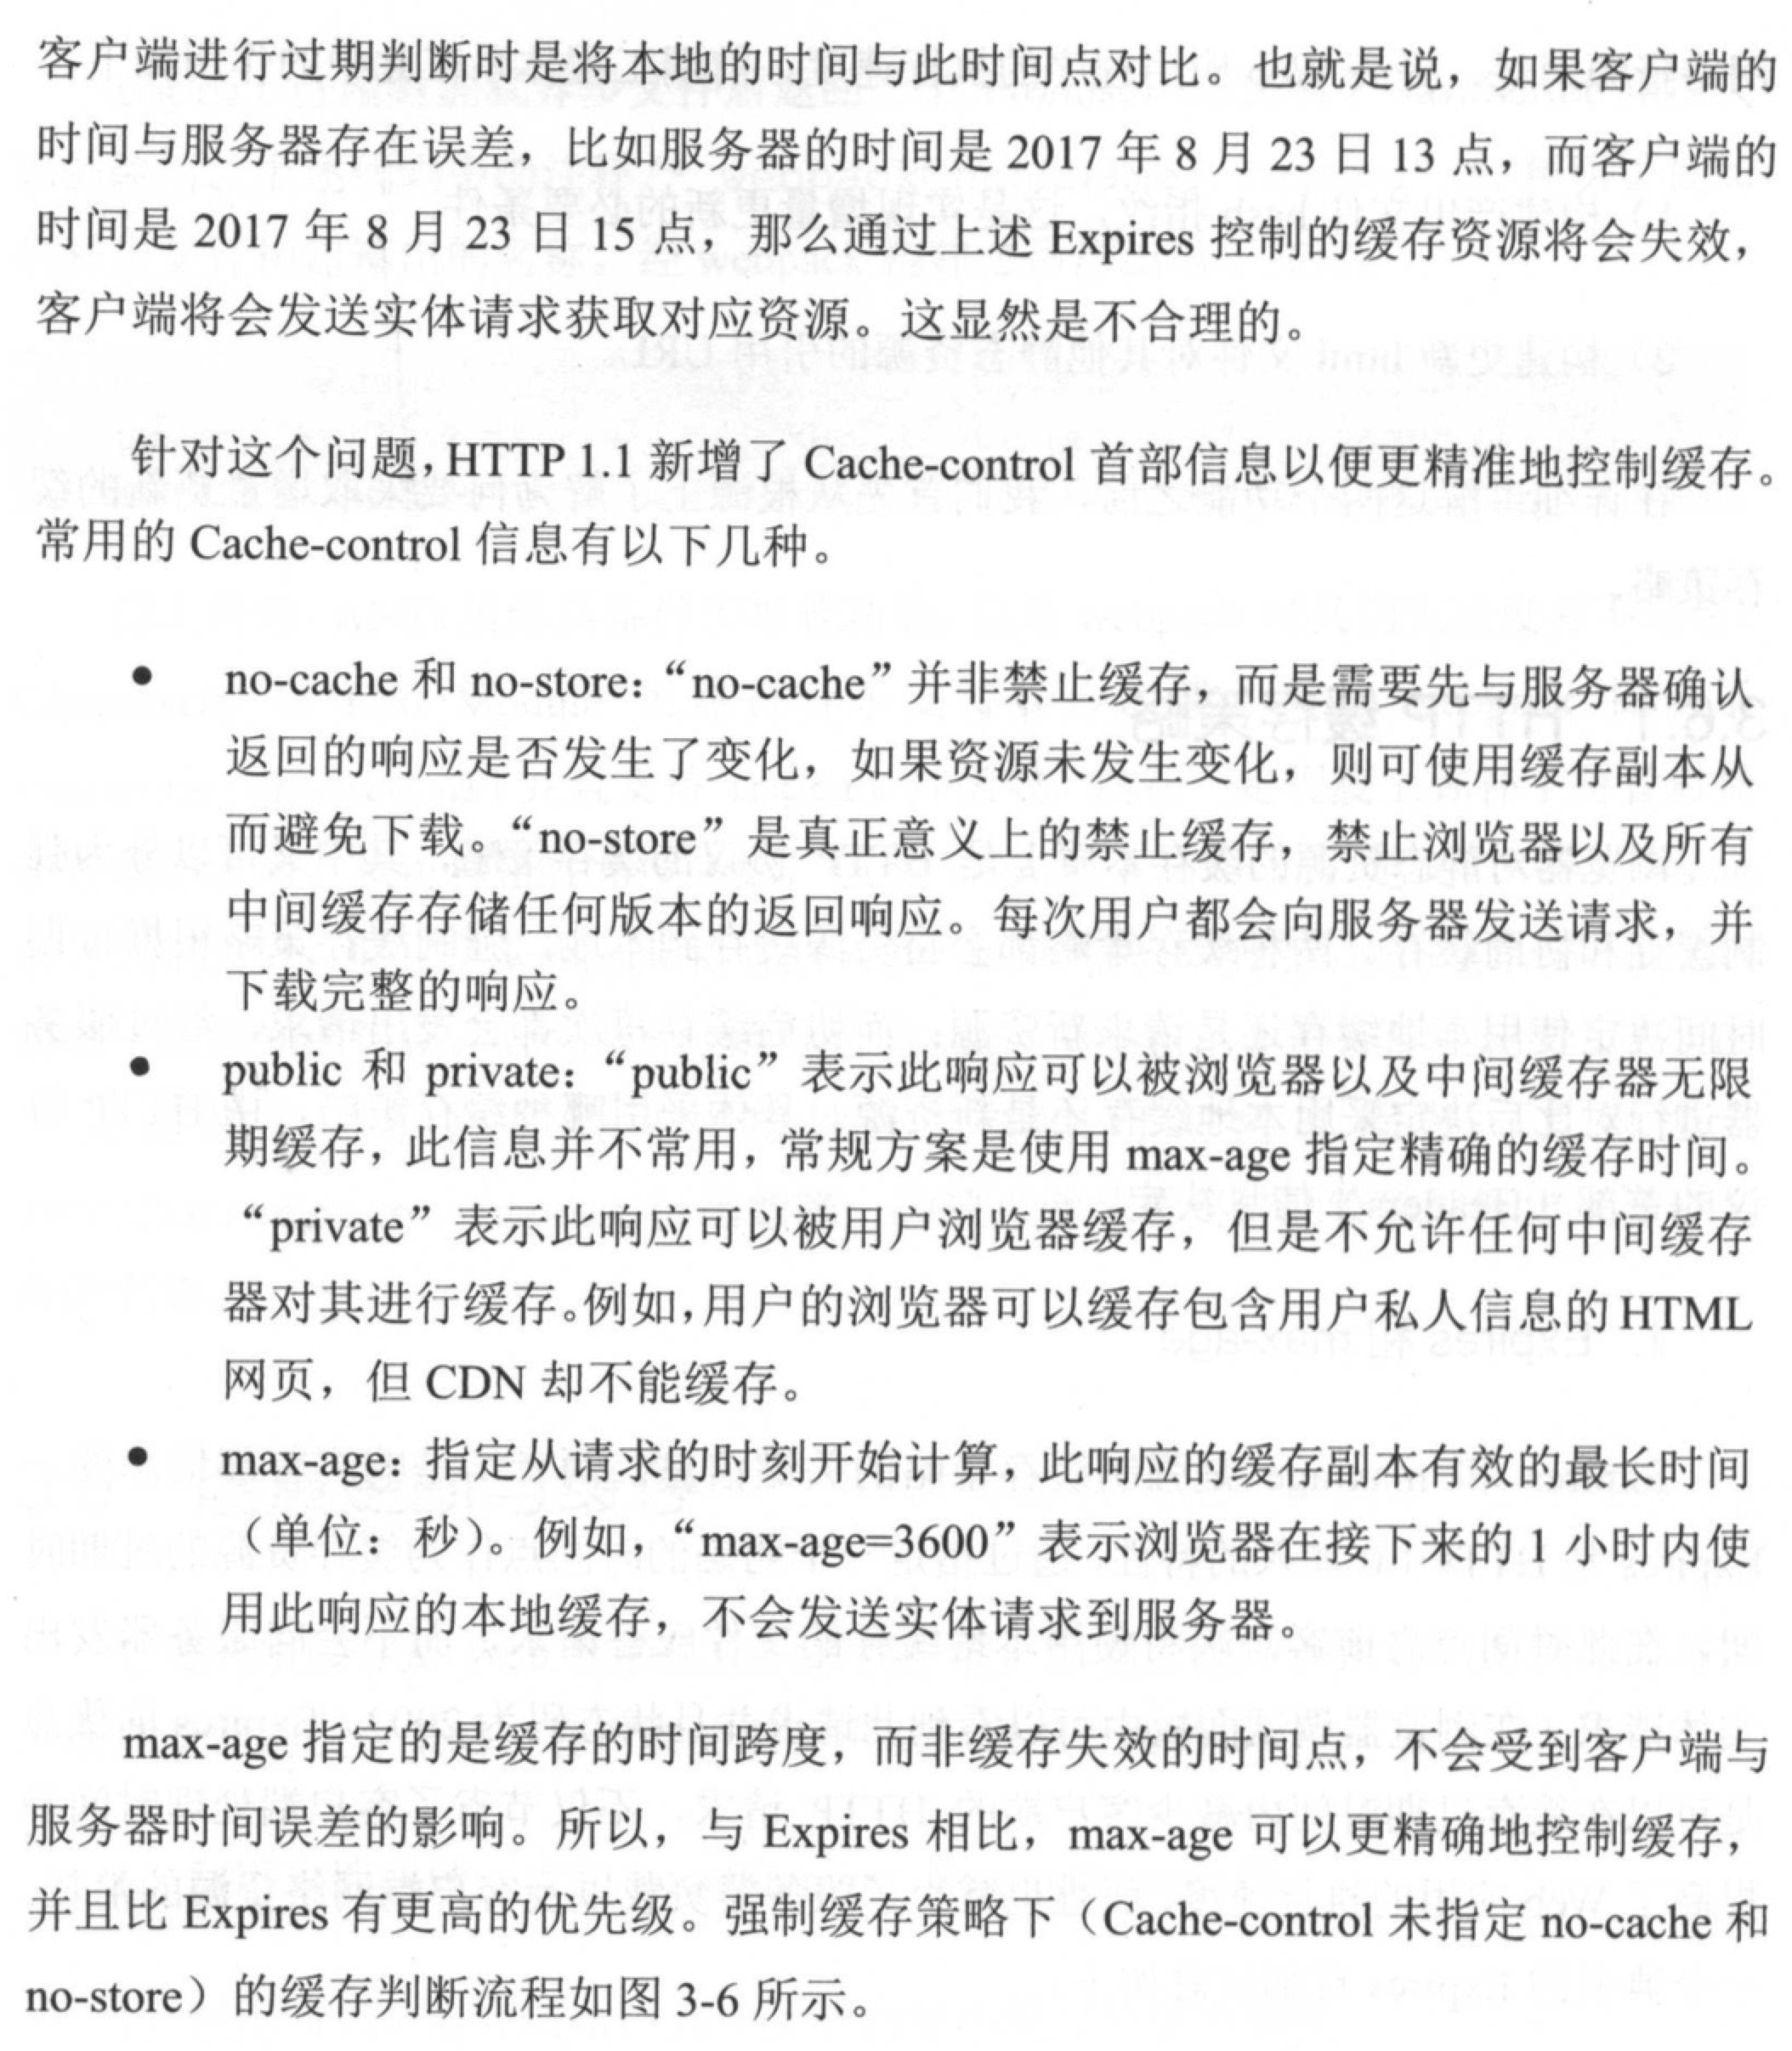 客户端进行过期判断时是将本地的时间与此时间点对比。也就是说，如果客户端的
时间与服务器存在误差，比如服务器的时间是 2017 年 8 月 23 日 13 点，而客户端的
时间是 2017 年 8 月 23 日 15 点，那么通过上述 Expires 控制的缓存资源将会失效，
客户端将会发送实体请求获取对应资源。这显然是不合理的。
针对这个问题，HTTP 1.1 新增了 Cache-control 首部信息以便更精准地控制缓存。
常用的 Cache-control 信息有以下几种。
● no-cache 和 no-store：“no-cache”并非禁止缓存，而是需要先与服务器确认
返回的响应是否发生了变化，如果资源未发生变化，则可使用缓存副本从
而避免下载。“no-store”是真正意义上的禁止缓存，禁止浏览器以及所有
中间缓存存储任何版本的返回响应。每次用户都会向服务器发送请求，并
下载完整的响应。
● public 和 private：“public”表示此响应可以被浏览器以及中间缓存器无限
期缓存，此信息并不常用，常规方案是使用 max-age 指定精确的缓存时间。
“private”表示此响应可以被用户浏览器缓存，但是不允许任何中间缓存
器对其进行缓存。例如，用户的浏览器可以缓存包含用户私人信息的 HTML
网页，但 CDN 却不能缓存。
● max-age：指定从请求的时刻开始计算，此响应的缓存副本有效的最长时间
（单位：秒）。例如，“max-age=3600”表示浏览器在接下来的 1 小时内使
用此响应的本地缓存，不会发送实体请求到服务器。
max-age 指定的是缓存的时间跨度，而非缓存失效的时间点，不会受到客户端与
服务器时间误差的影响。所以，与 Expires 相比，max-age 可以更精确地控制缓存，
并且比 Expires 有更高的优先级。强制缓存策略下（Cache-control 未指定 no-cache 和
no-store）的缓存判断流程如图 3-6 所示。